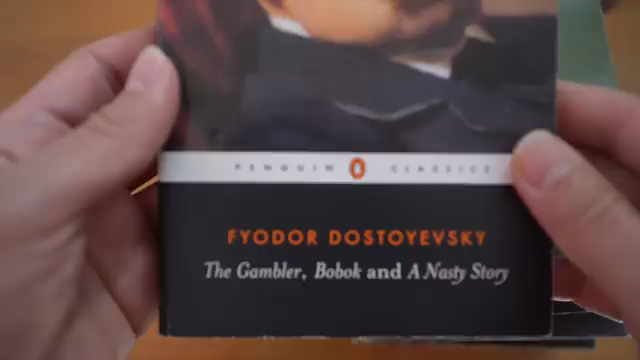 PENGUIN CLASSICS
FYODOR DOSTOYEVSKY
The Gambler, Bobok and A Nasty Story